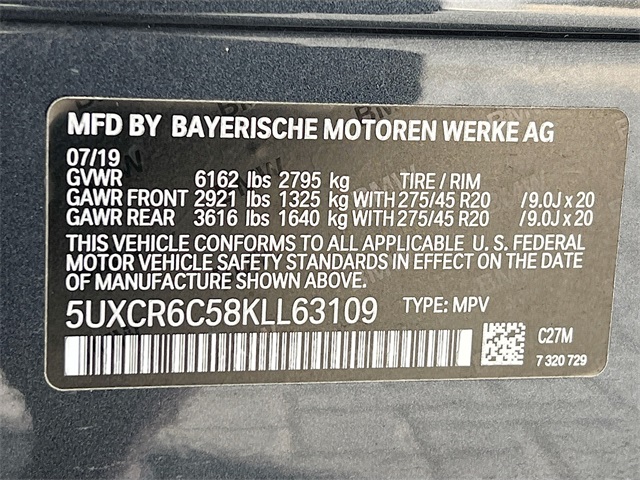 MFD BY BAYERISCHE MOTOREN WERKE AG
07/19
GVWR 6162 lbs 2795 kg TIRE / RIM
GAWR FRONT 2921 lbs 1325 kg WITH 275/45 R20 / 9.0J x 20
GAWR REAR 3616 lbs 1640 kg WITH 275/45 R20 / 9.0J x 20
THIS VEHICLE CONFORMS TO ALL APPLICABLE U. S. FEDERAL
MOTOR VEHICLE SAFETY STANDARDS IN EFFECT ON THE DATE
OF MANUFACTURE SHOWN ABOVE.
5UXCR6C58KLL63109 TYPE: MPV
C27M
7 320 729